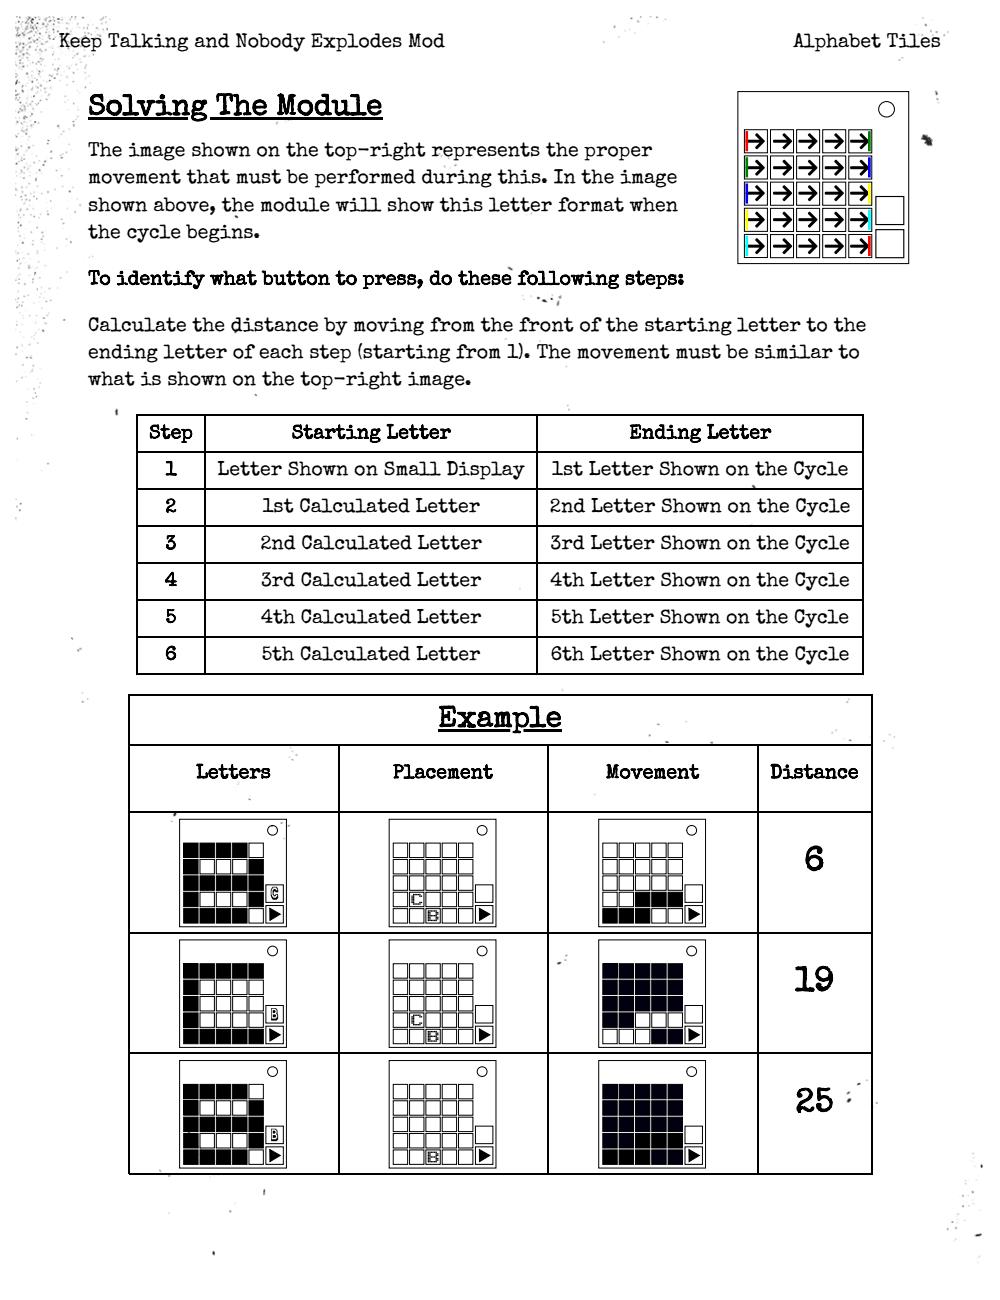 Keep Talking and Nobody Explodes Mod
Alphabet Tiles
Solving The Module
The image shown on the top-right represents the proper
movement that must be performed during this. In the image
shown above, the module will show this letter format when
the cycle begins.
To identify what button to press, do these following steps:
Calculate the distance by moving from the front of the starting letter to the
ending letter of each step (starting from 1). The movement must be similar to
what is shown on the top-right image.
Step Starting Letter Ending Letter
1 Letter Shown on Small Display 1st Letter Shown on the Cycle
2 1st Calculated Letter 2nd Letter Shown on the Cycle
3 2nd Calculated Letter 3rd Letter Shown on the Cycle
4 3rd Calculated Letter 4th Letter Shown on the Cycle
5 4th Calculated Letter 5th Letter Shown on the Cycle
6 5th Calculated Letter 6th Letter Shown on the Cycle
Example
Letters Placement Movement Distance
6
C C
B
19
B C
B
25
B B